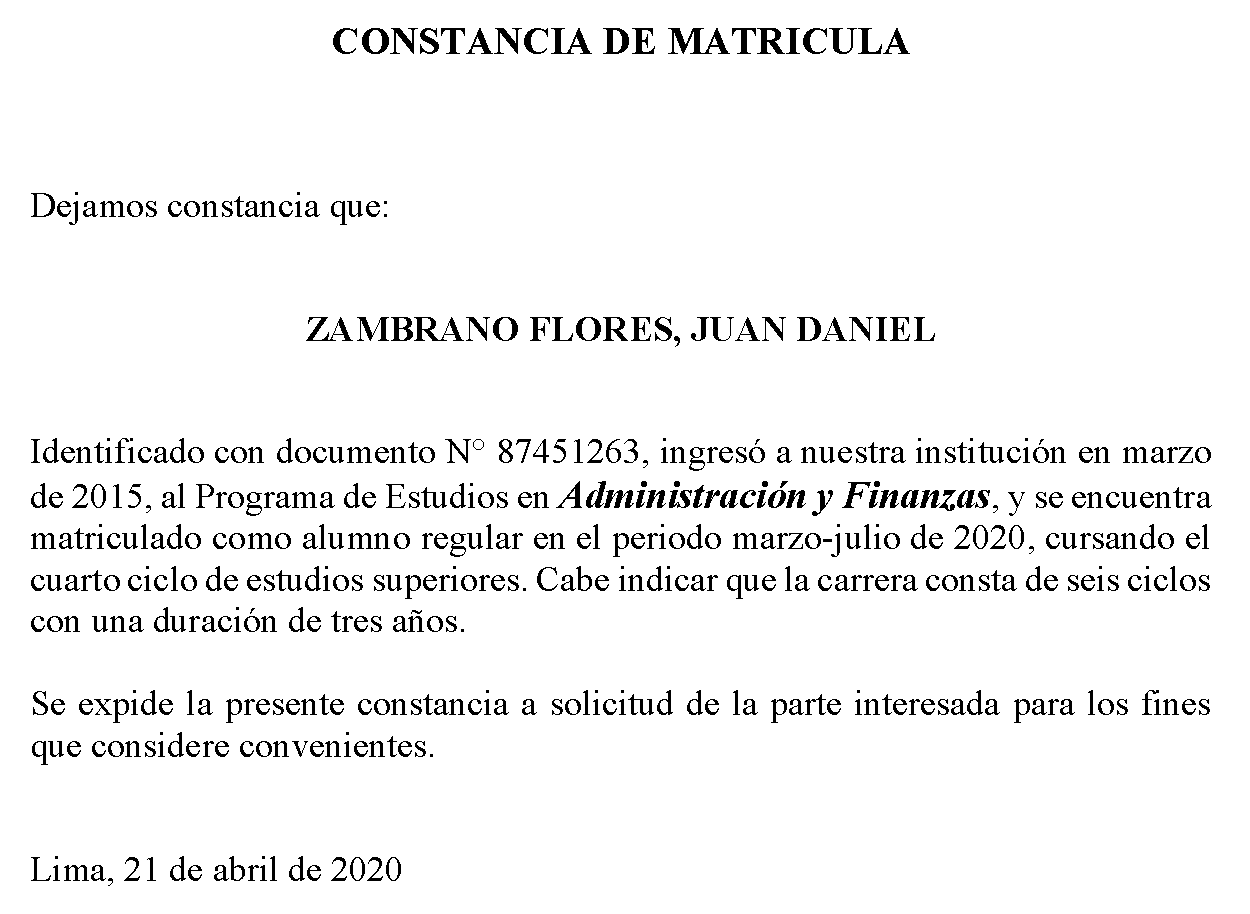 CONSTANCIA DE MATRICULA
Dejamos constancia que:
ZAMBRANO FLORES, JUAN DANIEL
Identificado con documento N° 87451263, ingresó a nuestra institución en marzo
de 2015, al Programa de Estudios en Administración y Finanzas, y se encuentra
matriculado como alumno regular en el periodo marzo-julio de 2020, cursando el
cuarto ciclo de estudios superiores. Cabe indicar que la carrera consta de seis ciclos
con una duración de tres años.
Se expide la presente constancia a solicitud de la parte interesada para los fines
que considere convenientes.
Lima, 21 de abril de 2020